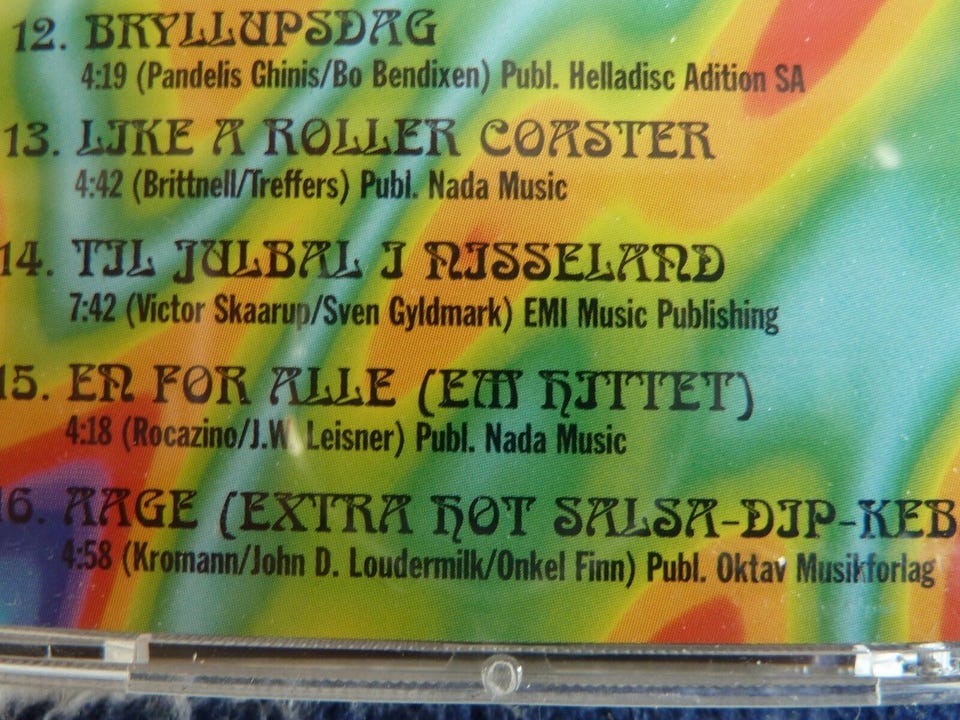 12. BRYLLUPSDAG
4:19 (Pandelis Ghinis/Bo Bendixen) Publ. Helladisc Adition SA
13. LIKE A ROLLER COASTER
4:42 (Brittnell/Treffers) Publ. Nada Music
14. TIL JULBAL I NISSELAND
7:42 (Victor Skaarup/Sven Gyldmark) EMI Music Publishing
15. EN FOR ALLE (EM HITTET)
4:18 (Rocazino/J.W. Leisner) Publ. Nada Music
16. AAGE (EXTRA HOT SALSA-DIP-KEB
4:58 (Kromann/John D. Loudermilk/Onkel Finn) Publ. Oktav Musikforlag